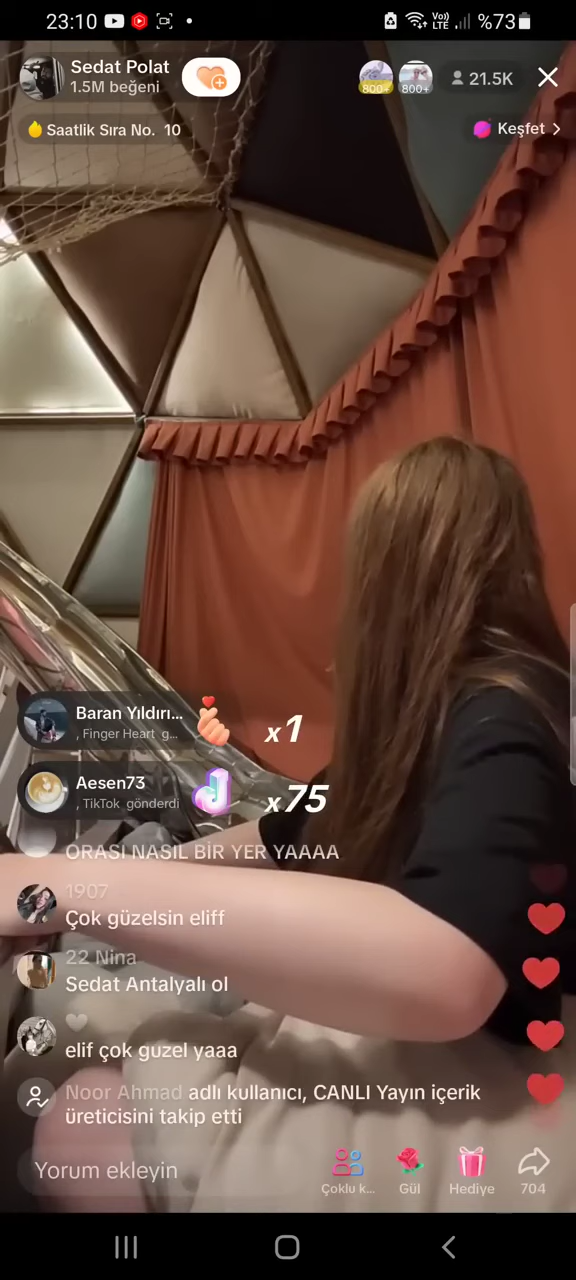 23:10
Vo))
LTE
%73
Sedat Polat
1.5M beğeni
800+
800+
21.5K
Saatlik Sıra No. 10
Keşfet
Baran Yıldırı...
, Finger Heart g...
x1
Aesen73
, TikTok gönderdi
x75
ORASI NASIL BİR YER YAAAA
1907
Çok güzelsin eliff
22 Nina
Sedat Antalyalı ol
elif çok guzel yaaa
Noor Ahmad adlı kullanıcı, CANLI Yayın içerik
üreticisini takip etti
Yorum ekleyin
Çoklu k...
Gül
Hediye
704